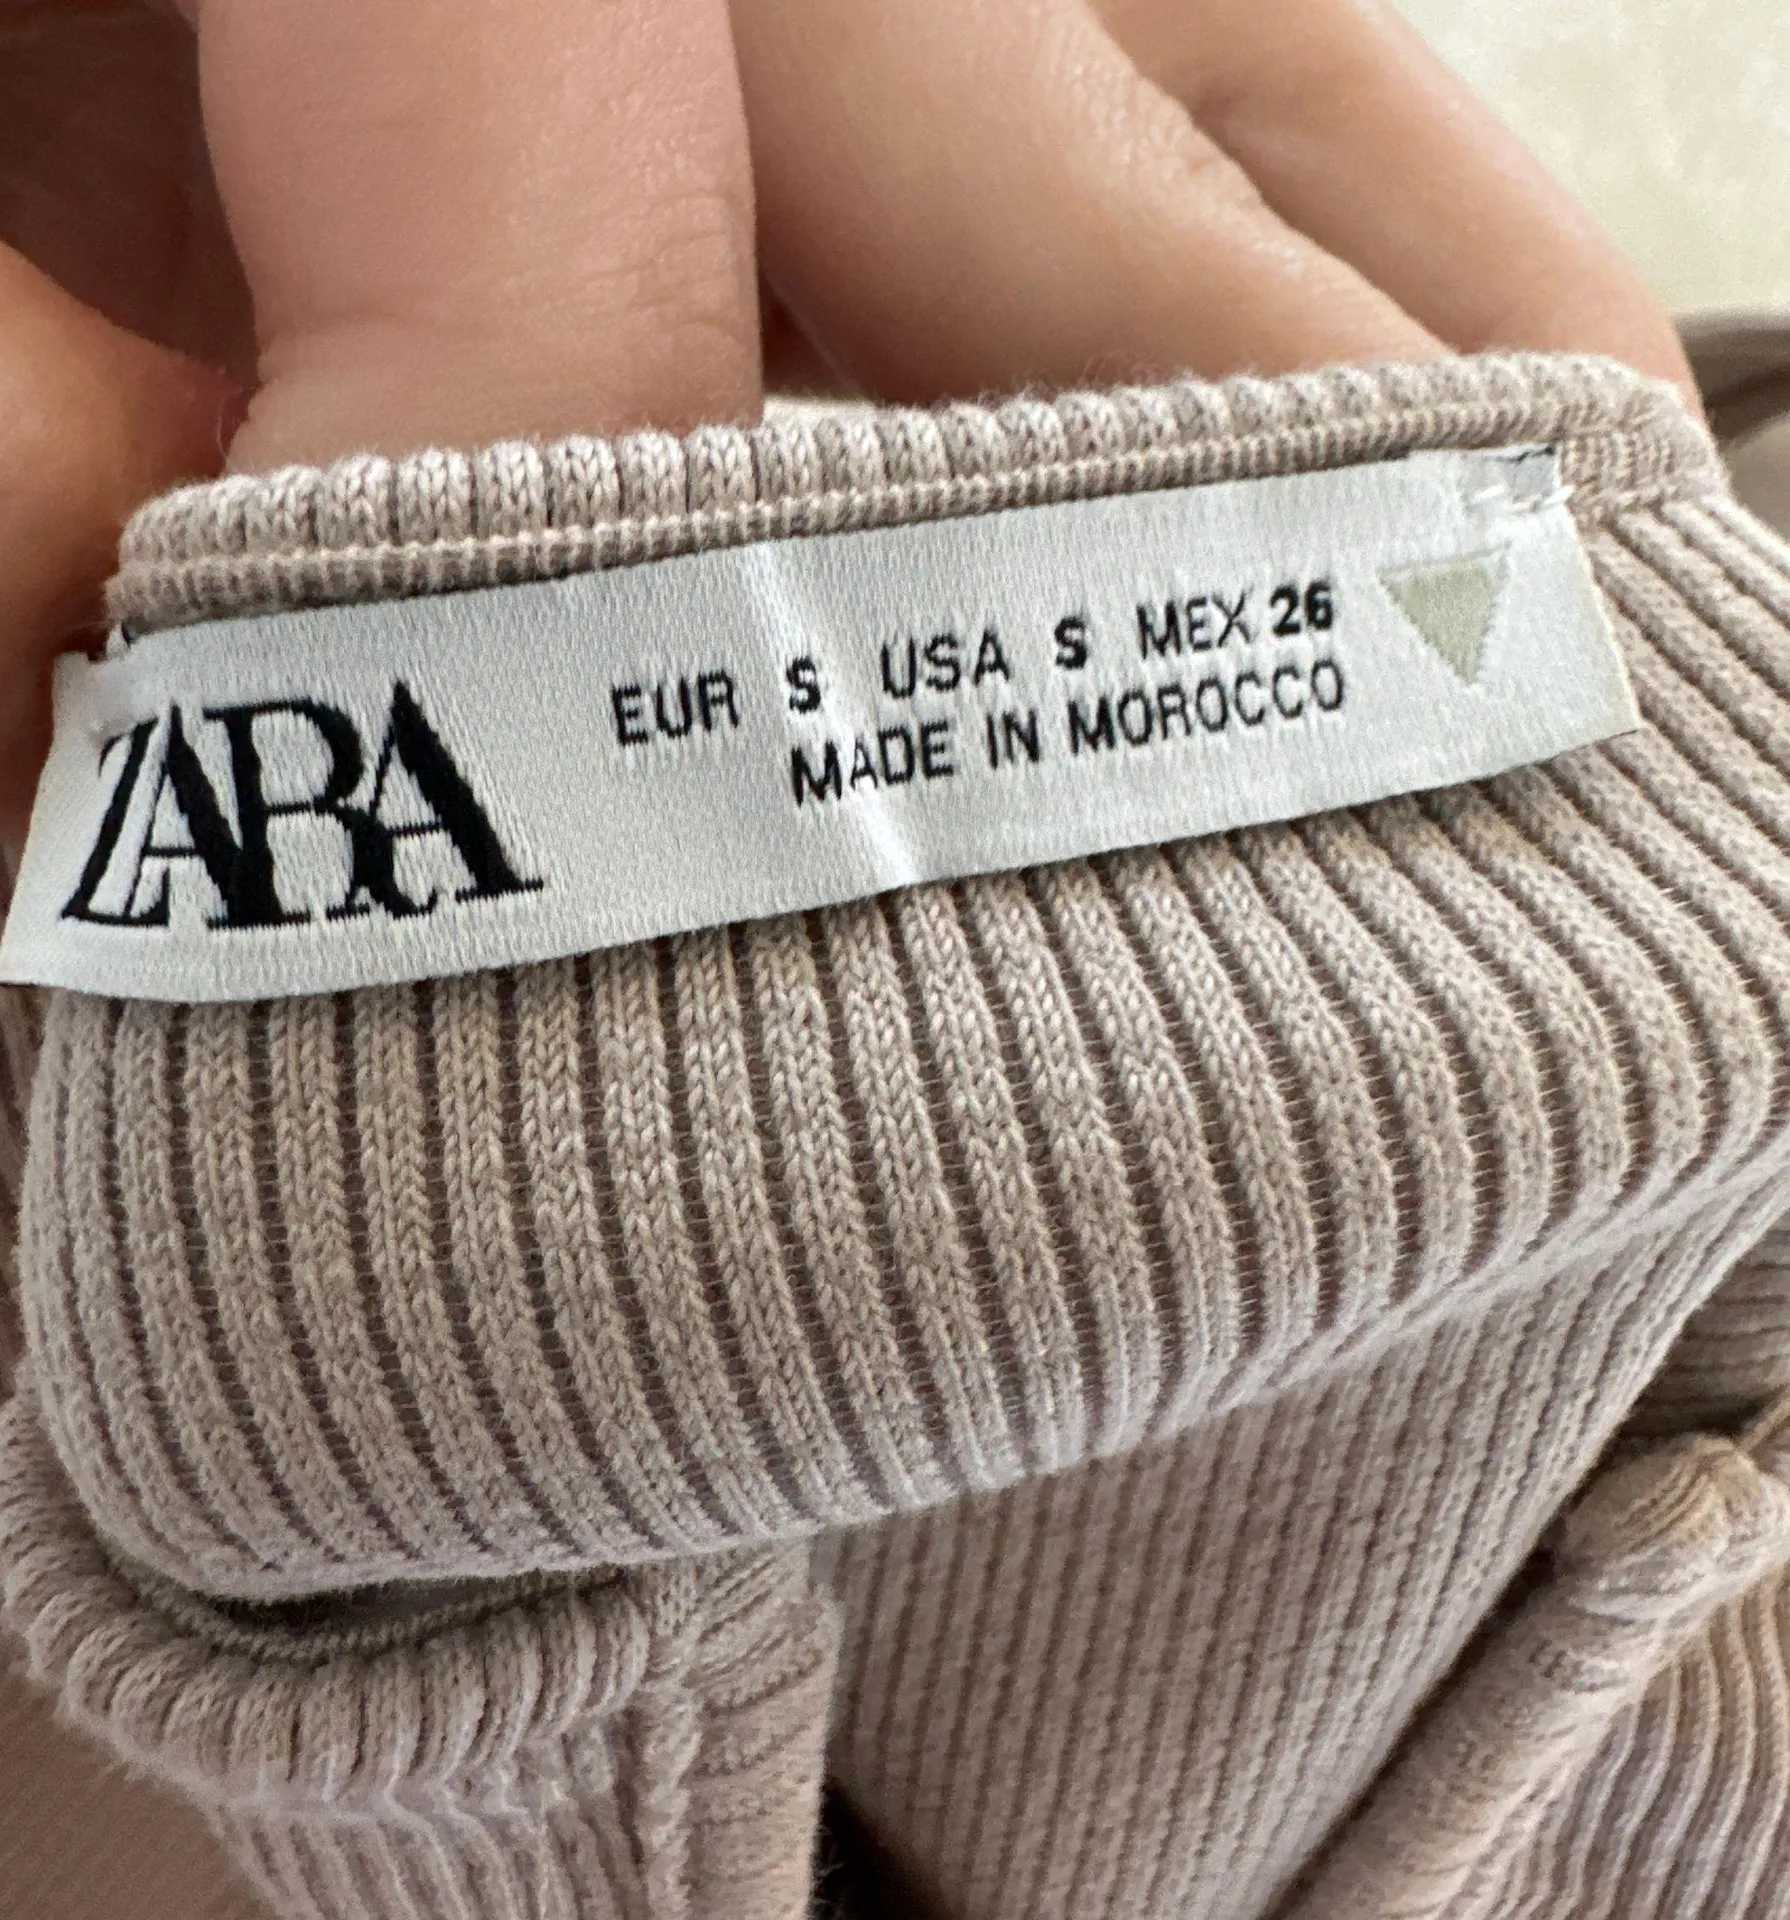 ZARA
EUR S USA S MEX 26
MADE IN MOROCCO